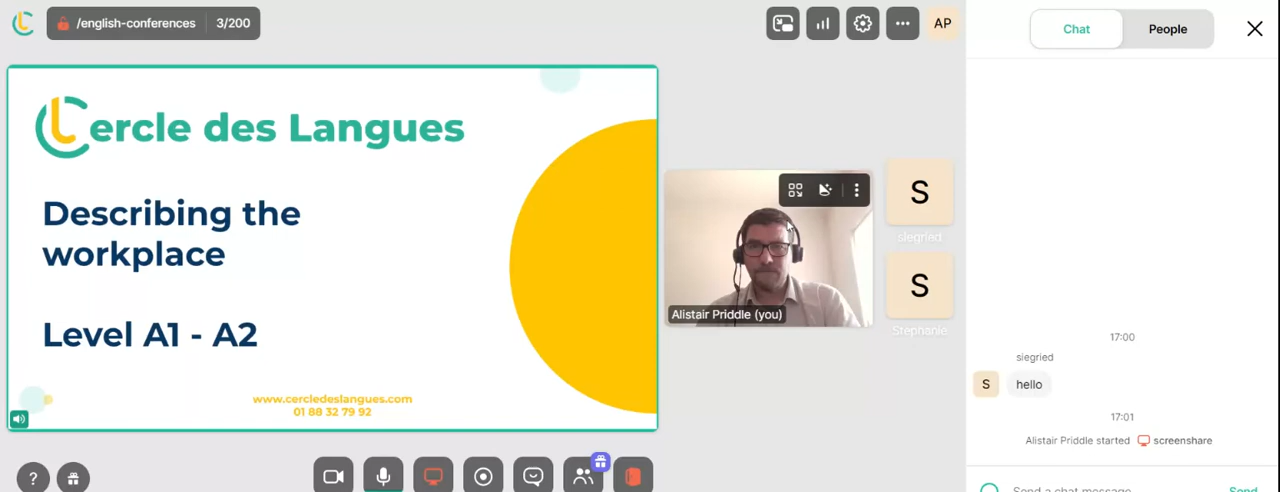 /english-conferences 3/200
AP
Chat People
Cercle des Langues
Describing the
workplace
Level A1 - A2
www.cercledeslangues.com
01 88 32 79 92
Alistair Priddle (you)
S
siegried
S
Stephanie
17:00
siegried
S hello
17:01
Alistair Priddle started screenshare
Send a chat message Send
?